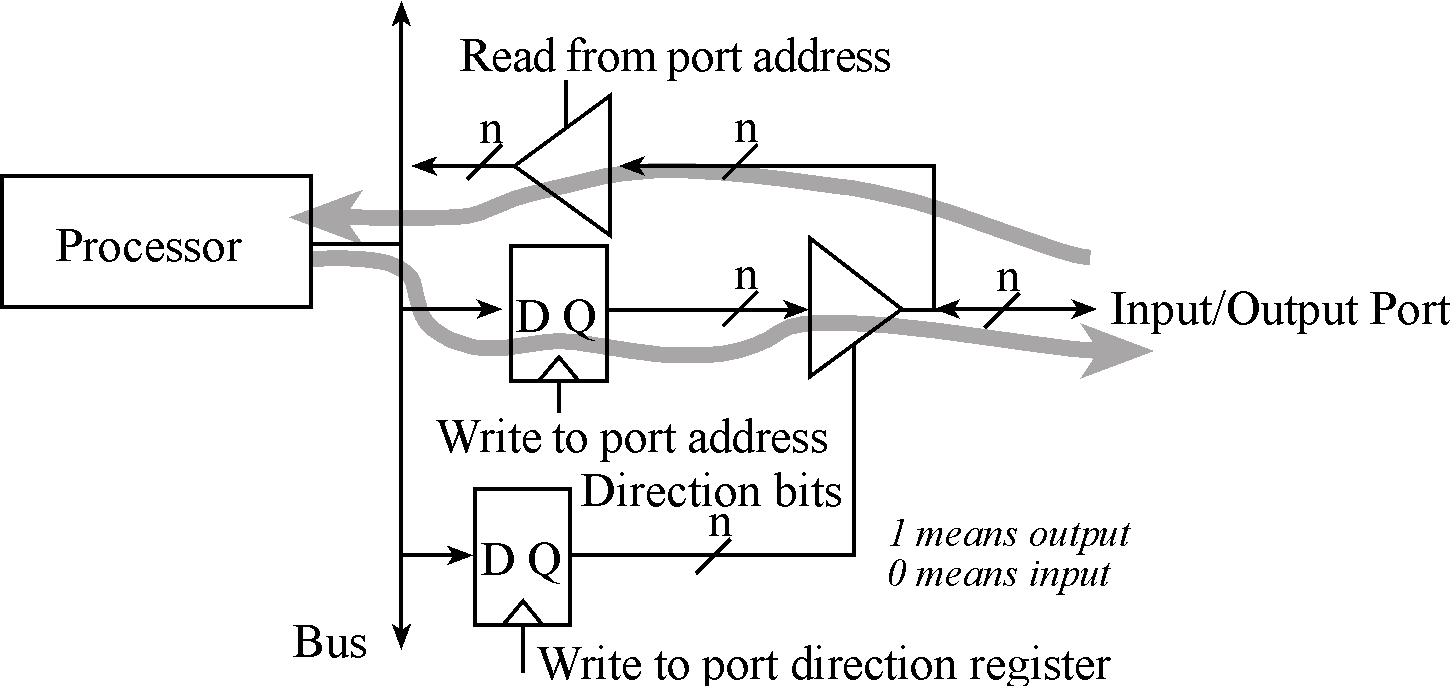 Read from port address
n
n
Processor
D Q
n
n
Input/Output Port
Write to port address
Direction bits
n
1 means output
0 means input
D Q
Bus
Write to port direction register